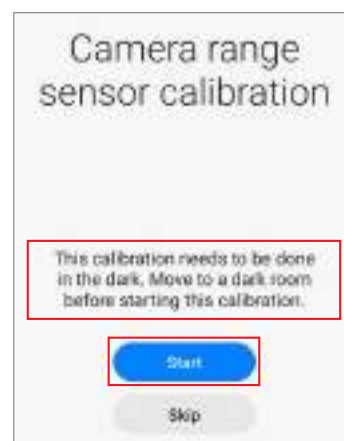 Camera range
sensor calibration
This calibration needs to be done
in the dark. Move to a dark room
before starting this calibration.
Start
Skip